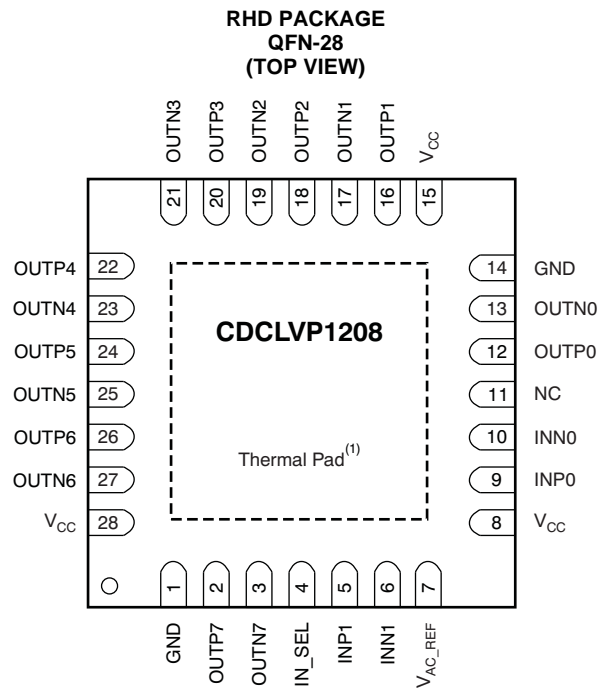 RHD PACKAGE
QFN-28
(TOP VIEW)
OUTN3
OUTP3
OUTN2
OUTP2
OUTN1
OUTP1
VCC
21
20
19
18
17
16
15
OUTP4 22
OUTN4 23
OUTP5 24
OUTN5 25
OUTP6 26
OUTN6 27
VCC 28
CDCLVP1208
Thermal Pad(1)
14 GND
13 OUTN0
12 OUTP0
11 NC
10 INN0
9 INP0
8 VCC
1
2
3
4
5
6
7
GND
OUTP7
OUTN7
IN_SEL
INP1
INN1
VAC_REF